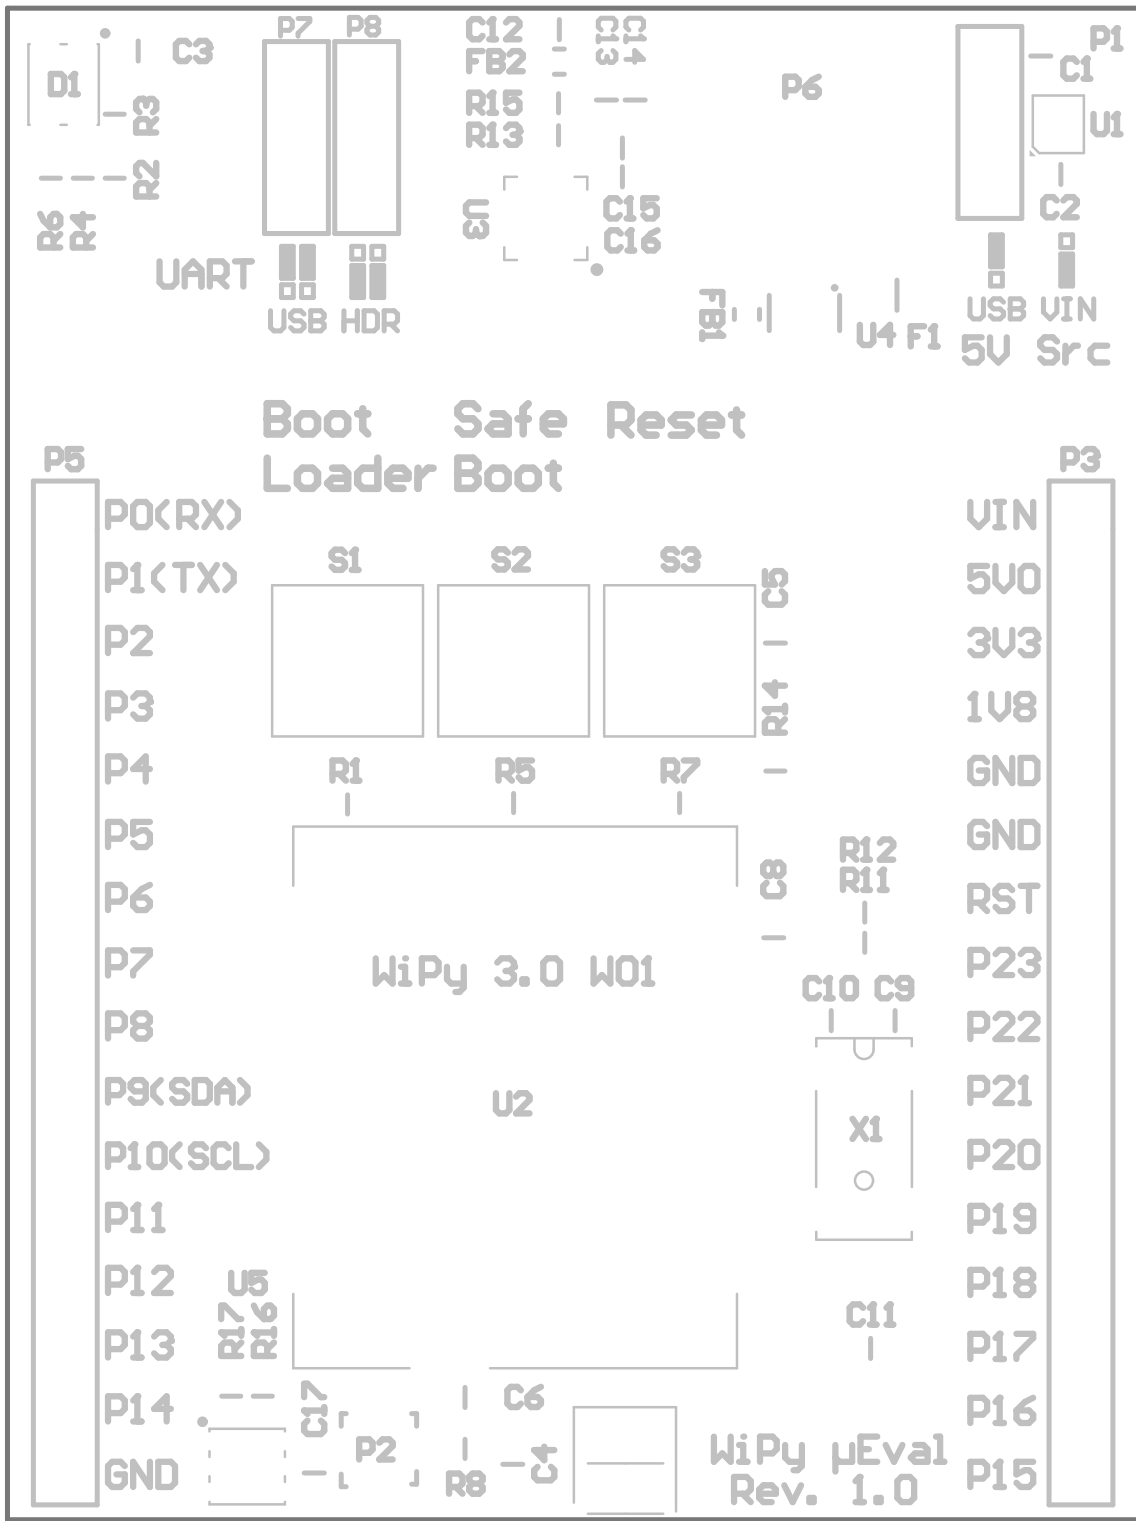 P7
P8
C12
C13
C14
P1
C3
FB2
C1
D1
P6
R3
R15
U1
R13
R2
R6
R4
U3
C15
C2
C16
UART
USB HDR
FB1
U4 F1
USB VIN
5V Src
Boot Safe Reset
Loader Boot
P5
P3
P0(RX)
VIN
P1(TX)
S1
S2
S3
C5
5V0
P2
3V3
P3
R14
1V8
P4
R1
R5
R7
GND
P5
R12
GND
C8
R11
P6
RST
P7
WiPy 3.0 W01
P23
C10 C9
P8
P22
P9(SDA)
U2
P21
X1
P10(SCL)
P20
P11
P19
P12
U5
P18
R17
R16
C11
P13
P17
P14
C17
C6
P16
P2
C4
WiPy µEval
GND
R8
Rev. 1.0
P15